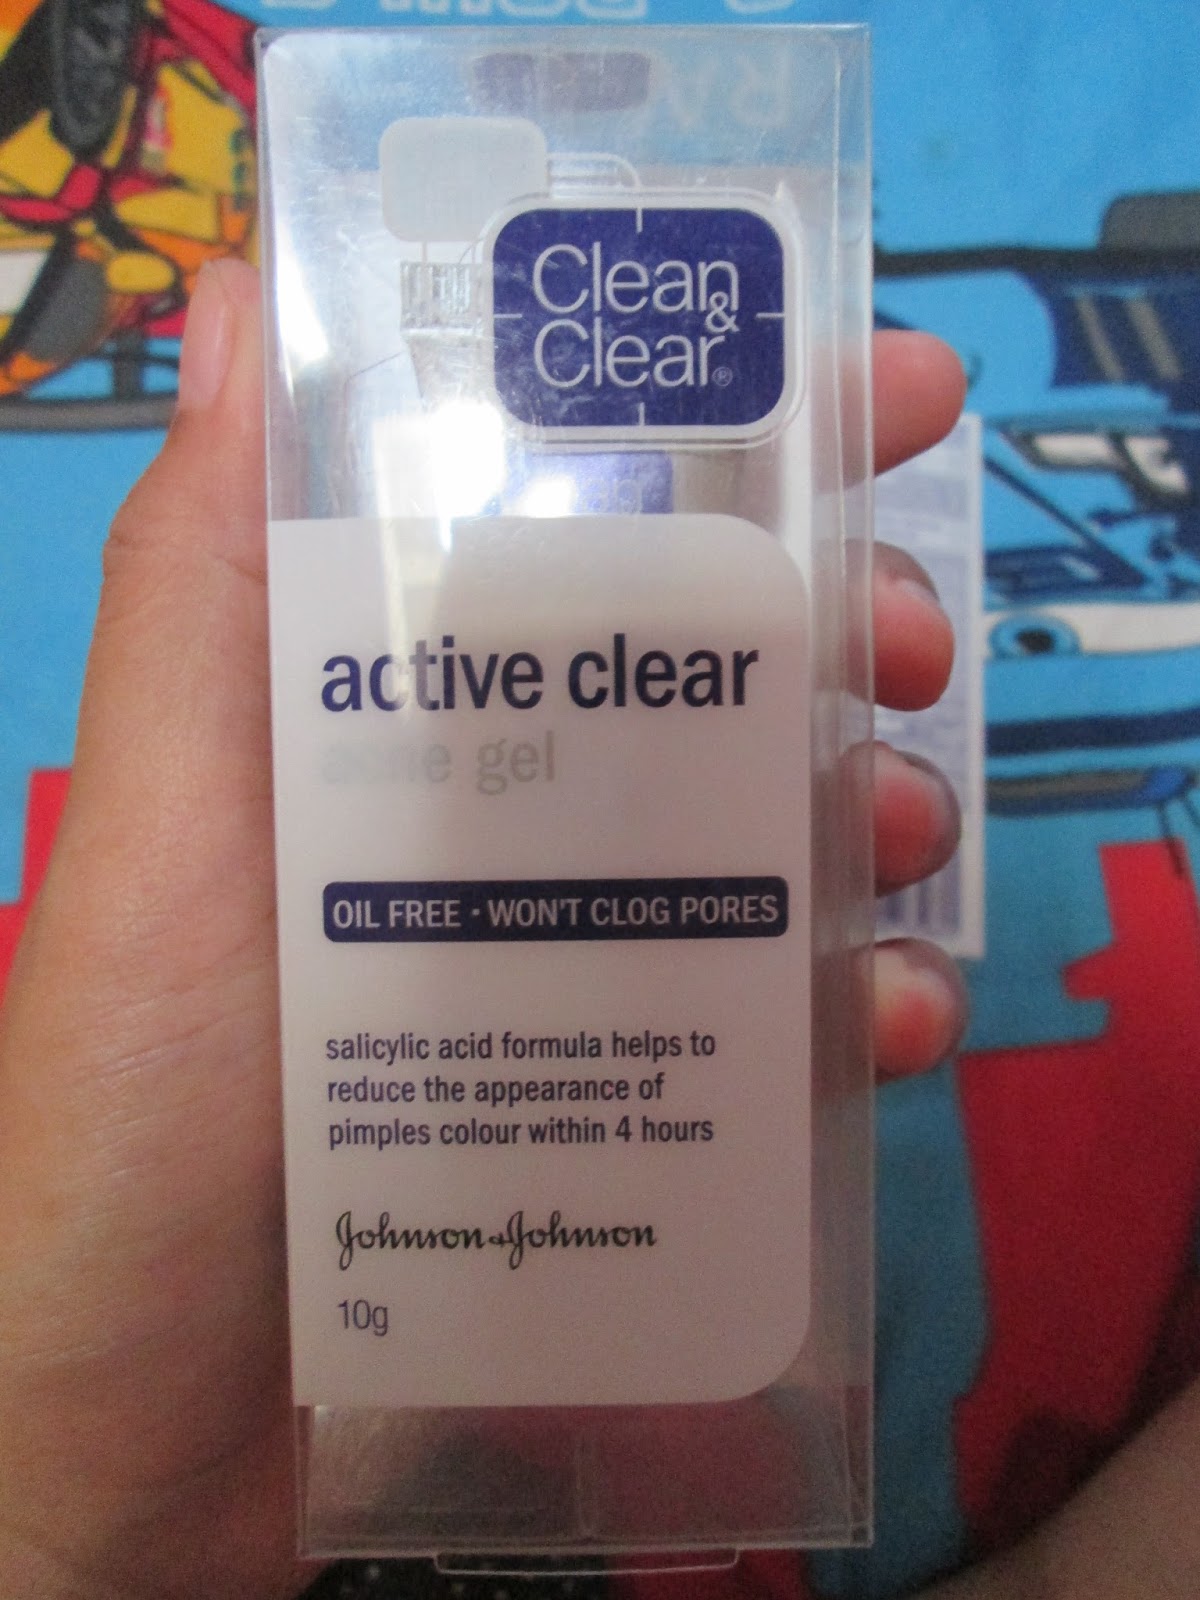 Clean
&
Clear®
active clear
acne gel
OIL FREE · WON'T CLOG PORES
salicylic acid formula helps to
reduce the appearance of
pimples colour within 4 hours
Johnson & Johnson
10g